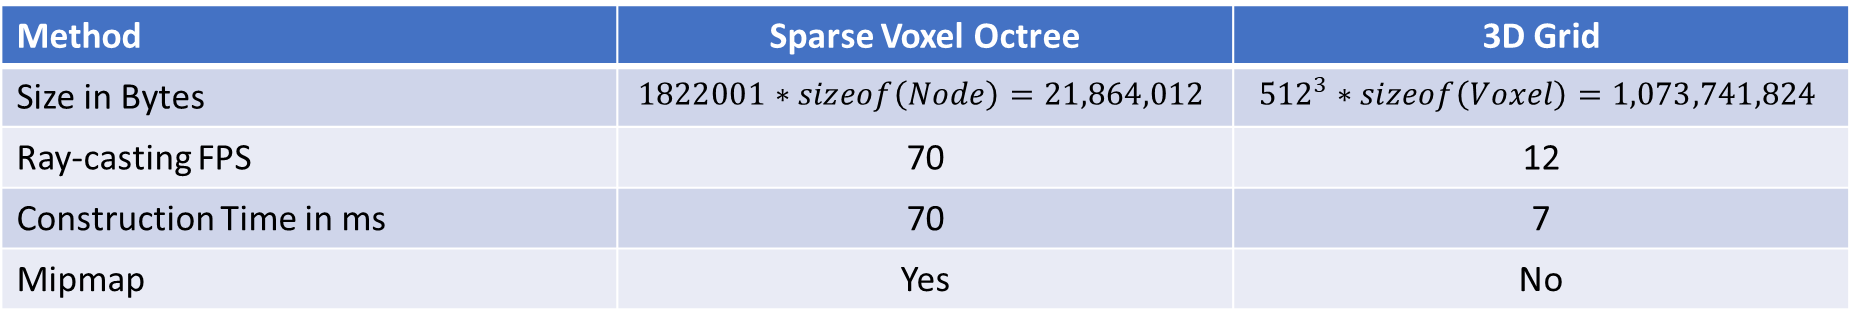 Method Sparse Voxel Octree 3D Grid
Size in Bytes 1822001 ∗ sizeof(Node) = 21,864,012 512³ ∗ sizeof(Voxel) = 1,073,741,824
Ray-casting FPS 70 12
Construction Time in ms 70 7
Mipmap Yes No